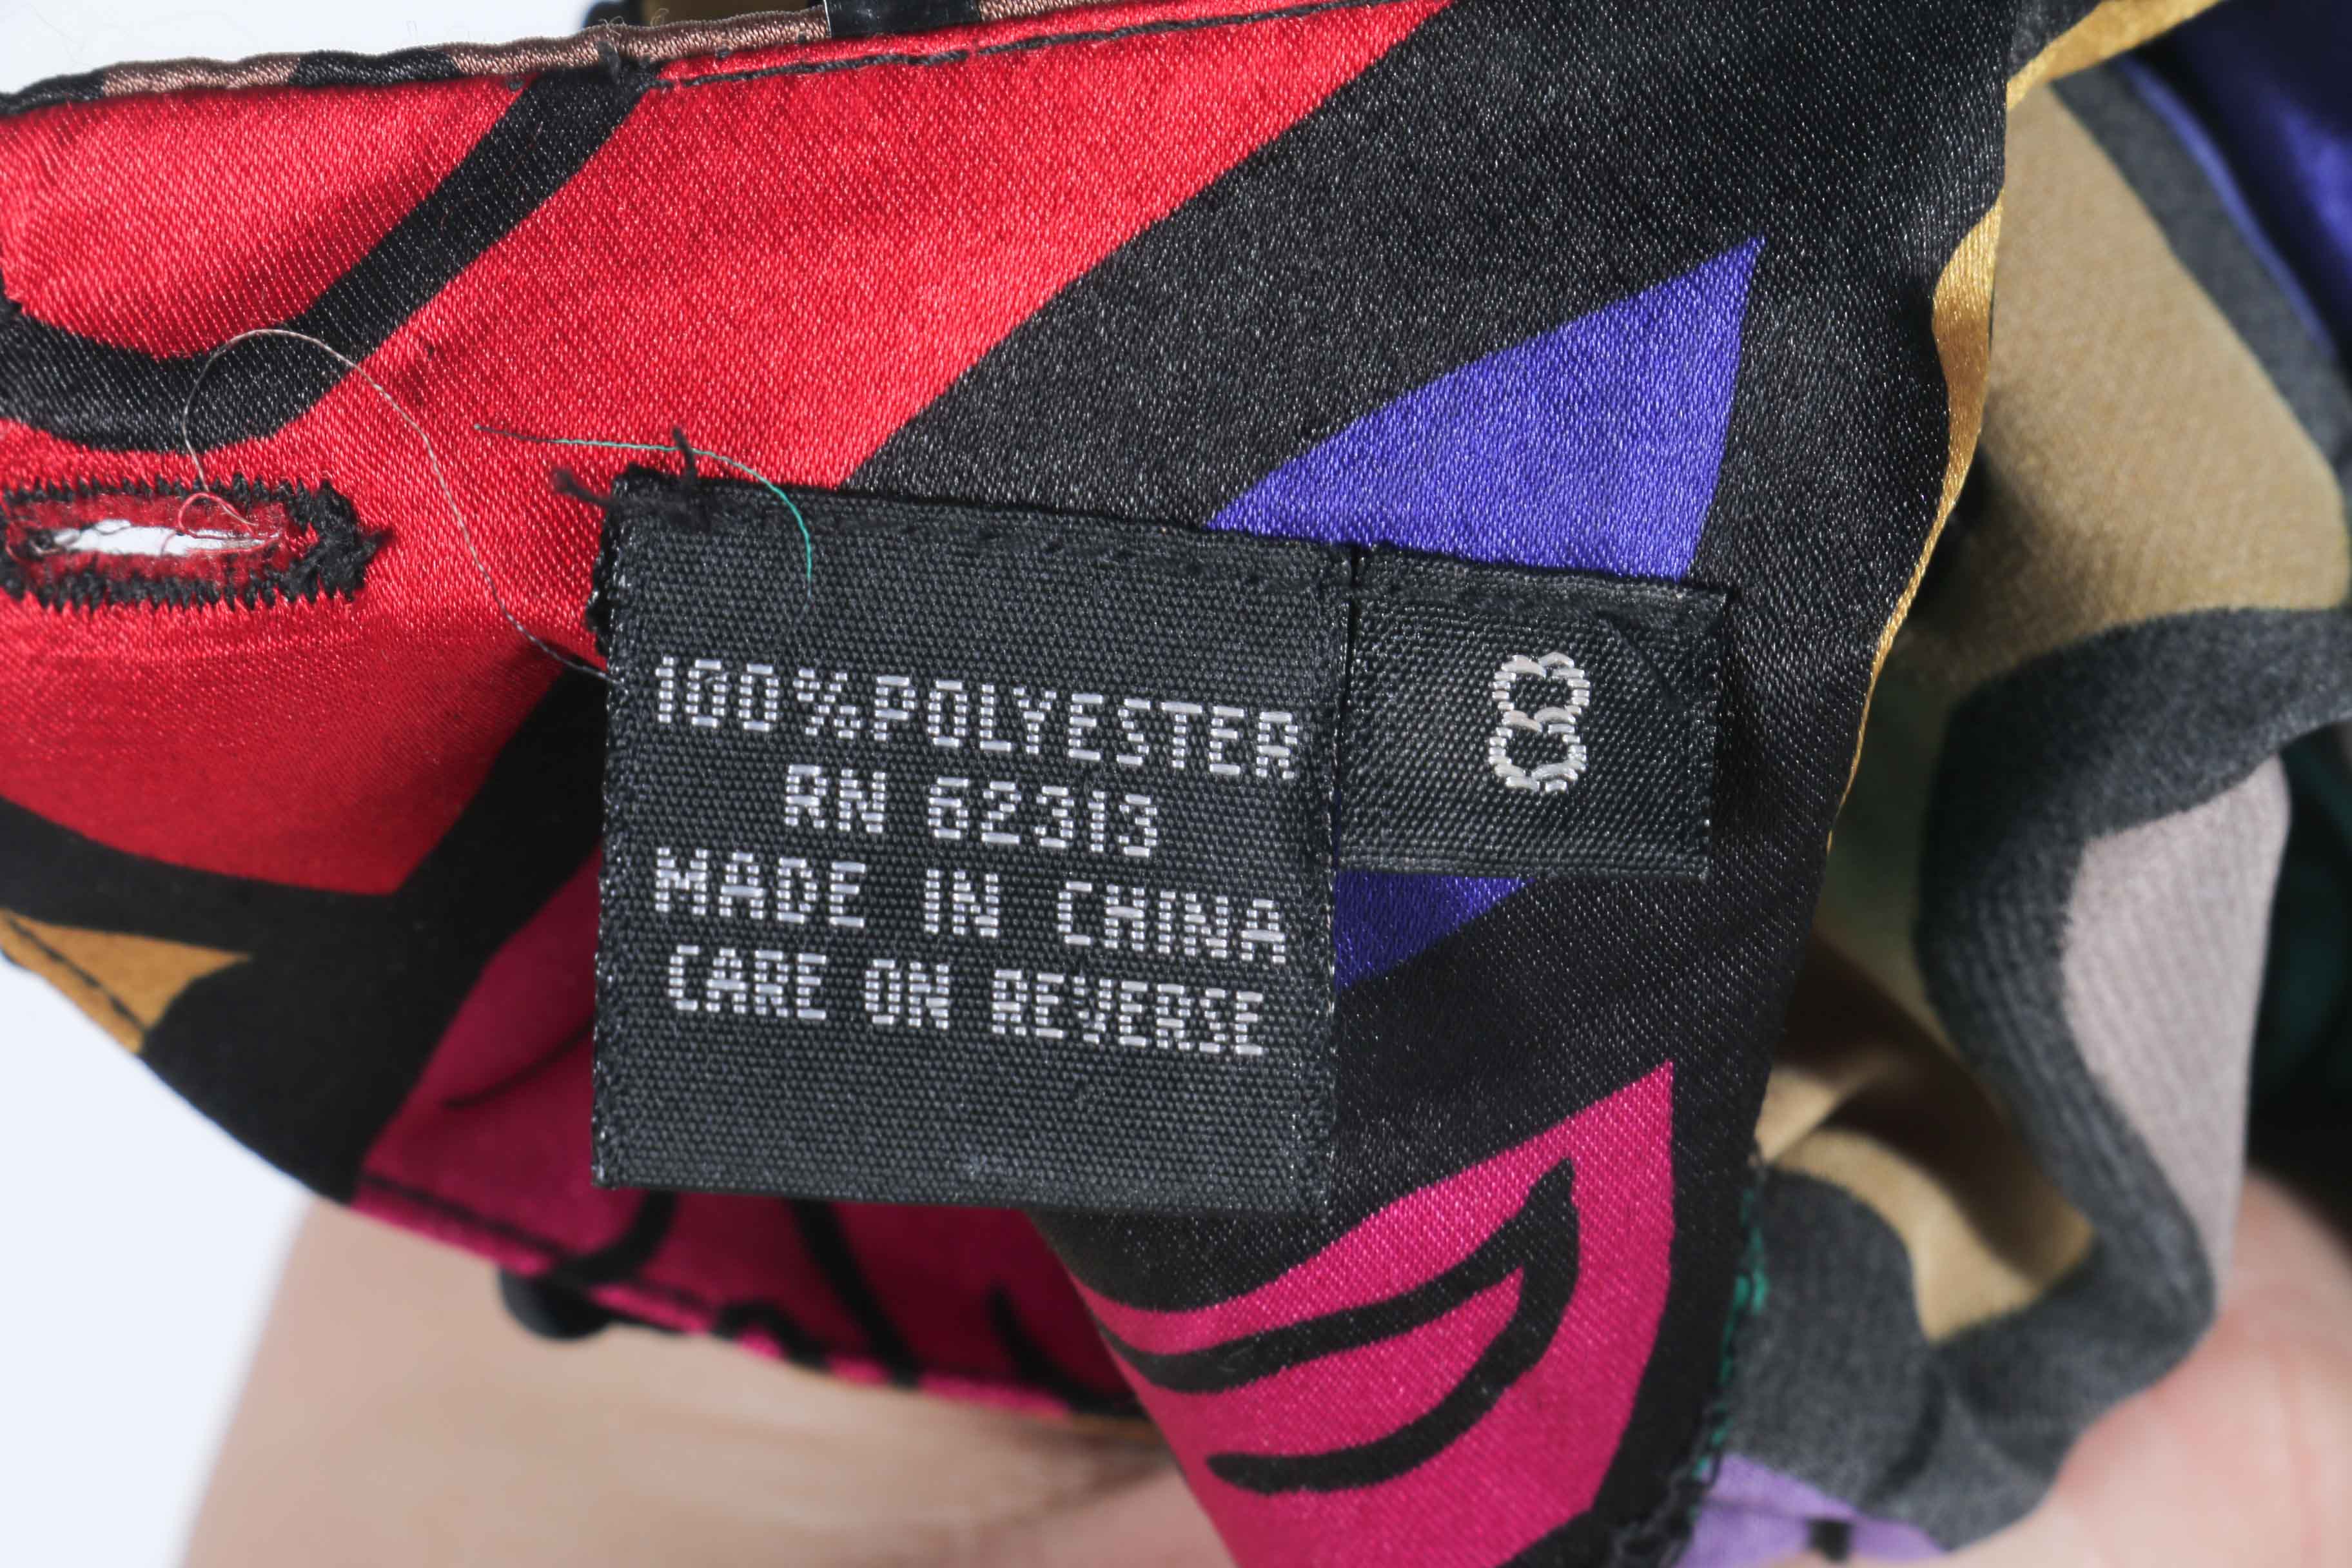 100%POLYESTER
RN 62313
MADE IN CHINA
CARE ON REVERSE
8